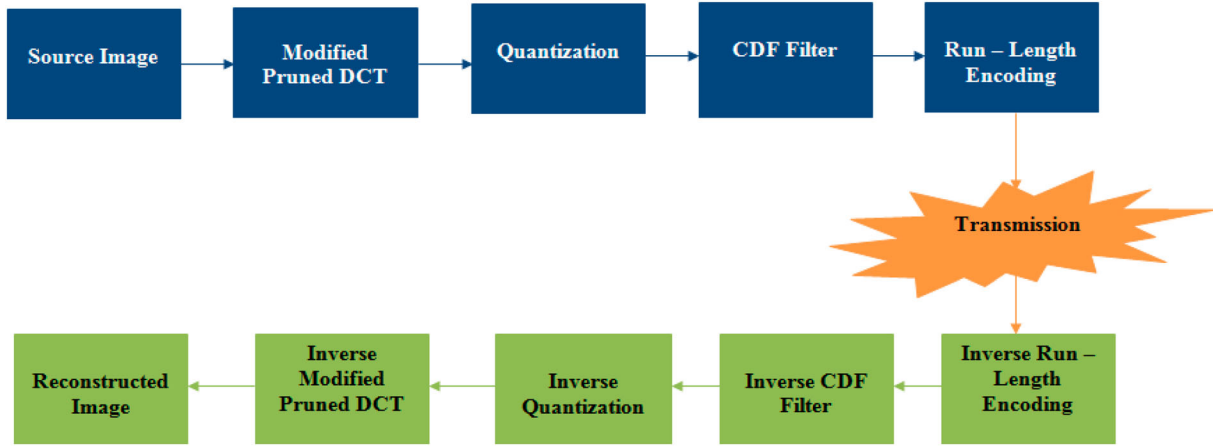 Source Image
Modified
Pruned DCT
Quantization
CDF Filter
Run – Length
Encoding
Transmission
Inverse Run –
Length
Encoding
Inverse CDF
Filter
Inverse
Quantization
Inverse
Modified
Pruned DCT
Reconstructed
Image